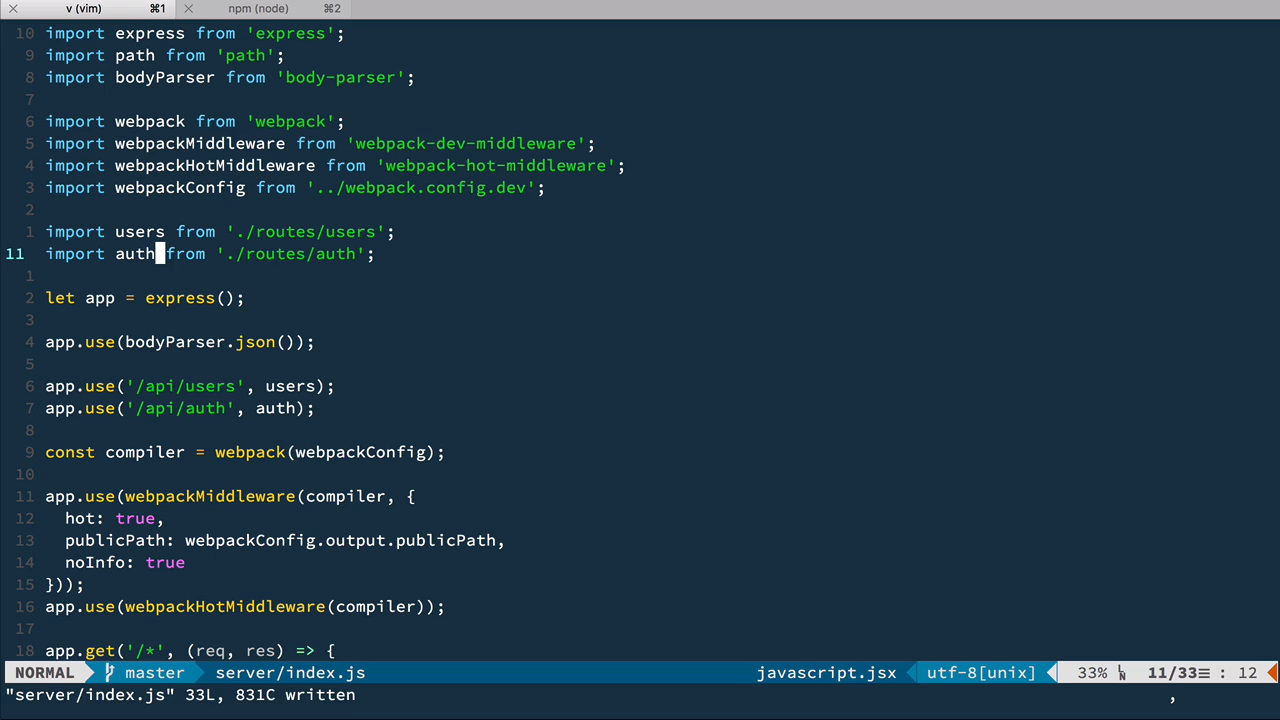 v (vim) ⌘1 npm (node) ⌘2
10 import express from 'express';
9 import path from 'path';
8 import bodyParser from 'body-parser';
7
6 import webpack from 'webpack';
5 import webpackMiddleware from 'webpack-dev-middleware';
4 import webpackHotMiddleware from 'webpack-hot-middleware';
3 import webpackConfig from '../webpack.config.dev';
2
1 import users from './routes/users';
11 import auth from './routes/auth';
1
2 let app = express();
3
4 app.use(bodyParser.json());
5
6 app.use('/api/users', users);
7 app.use('/api/auth', auth);
8
9 const compiler = webpack(webpackConfig);
10
11 app.use(webpackMiddleware(compiler, {
12   hot: true,
13   publicPath: webpackConfig.output.publicPath,
14   noInfo: true
15 }));
16 app.use(webpackHotMiddleware(compiler));
17
18 app.get('/*', (req, res) => {
NORMAL master server/index.js javascript.jsx utf-8[unix] 33% LN 11/33≡ : 12
"server/index.js" 33L, 831C written ,